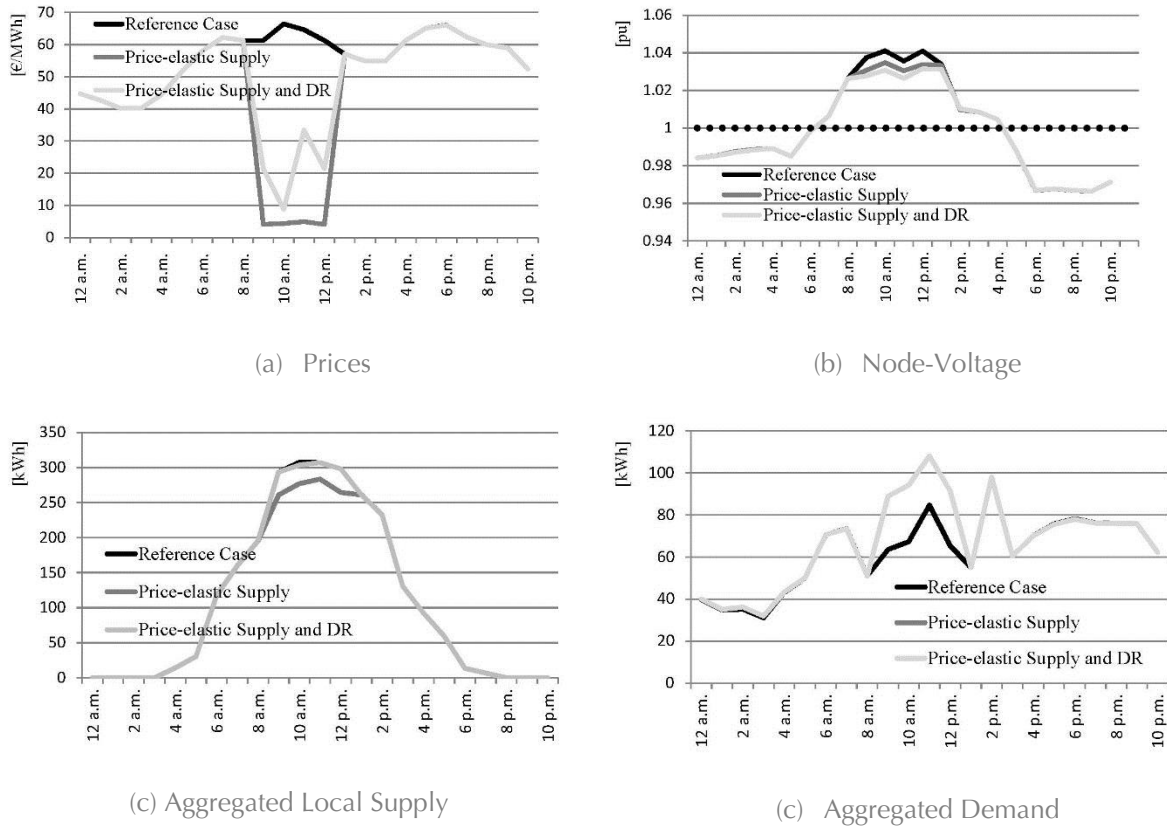 [€/MWh]
70
60
50
40
30
20
10
0
Reference Case
Price-elastic Supply
Price-elastic Supply and DR
12 a.m.
2 a.m.
4 a.m.
6 a.m.
8 a.m.
10 a.m.
12 p.m.
2 p.m.
4 p.m.
6 p.m.
8 p.m.
10 p.m.
(a) Prices
[pu]
1.06
1.04
1.02
1
0.98
0.96
0.94
Reference Case
Price-elastic Supply
Price-elastic Supply and DR
12 a.m.
2 a.m.
4 a.m.
6 a.m.
8 a.m.
10 a.m.
12 p.m.
2 p.m.
4 p.m.
6 p.m.
8 p.m.
10 p.m.
(b) Node-Voltage
[kWh]
350
300
250
200
150
100
50
0
Reference Case
Price-elastic Supply
Price-elastic Supply and DR
12 a.m.
2 a.m.
4 a.m.
6 a.m.
8 a.m.
10 a.m.
12 p.m.
2 p.m.
4 p.m.
6 p.m.
8 p.m.
10 p.m.
(c) Aggregated Local Supply
[kWh]
120
100
80
60
40
20
0
Reference Case
Price-elastic Supply
Price-elastic Supply and DR
12 a.m.
2 a.m.
4 a.m.
6 a.m.
8 a.m.
10 a.m.
12 p.m.
2 p.m.
4 p.m.
6 p.m.
8 p.m.
10 p.m.
(c) Aggregated Demand